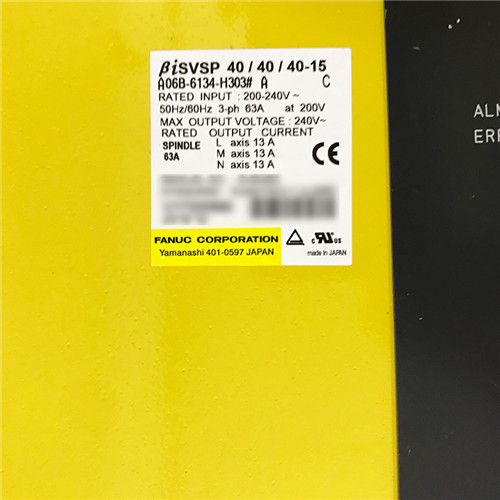 βiSVSP 40 / 40 / 40-15
A06B-6134-H303# A C
RATED INPUT : 200-240V ~
50Hz/60Hz 3-ph 63A at 200V
MAX OUTPUT VOLTAGE : 240V~
RATED OUTPUT CURRENT
SPINDLE L axis 13 A
63A M axis 13 A
N axis 13 A
CE
FANUC CORPORATION
Yamanashi 401-0597 JAPAN
c RU US
made in JAPAN
ALM
ERR